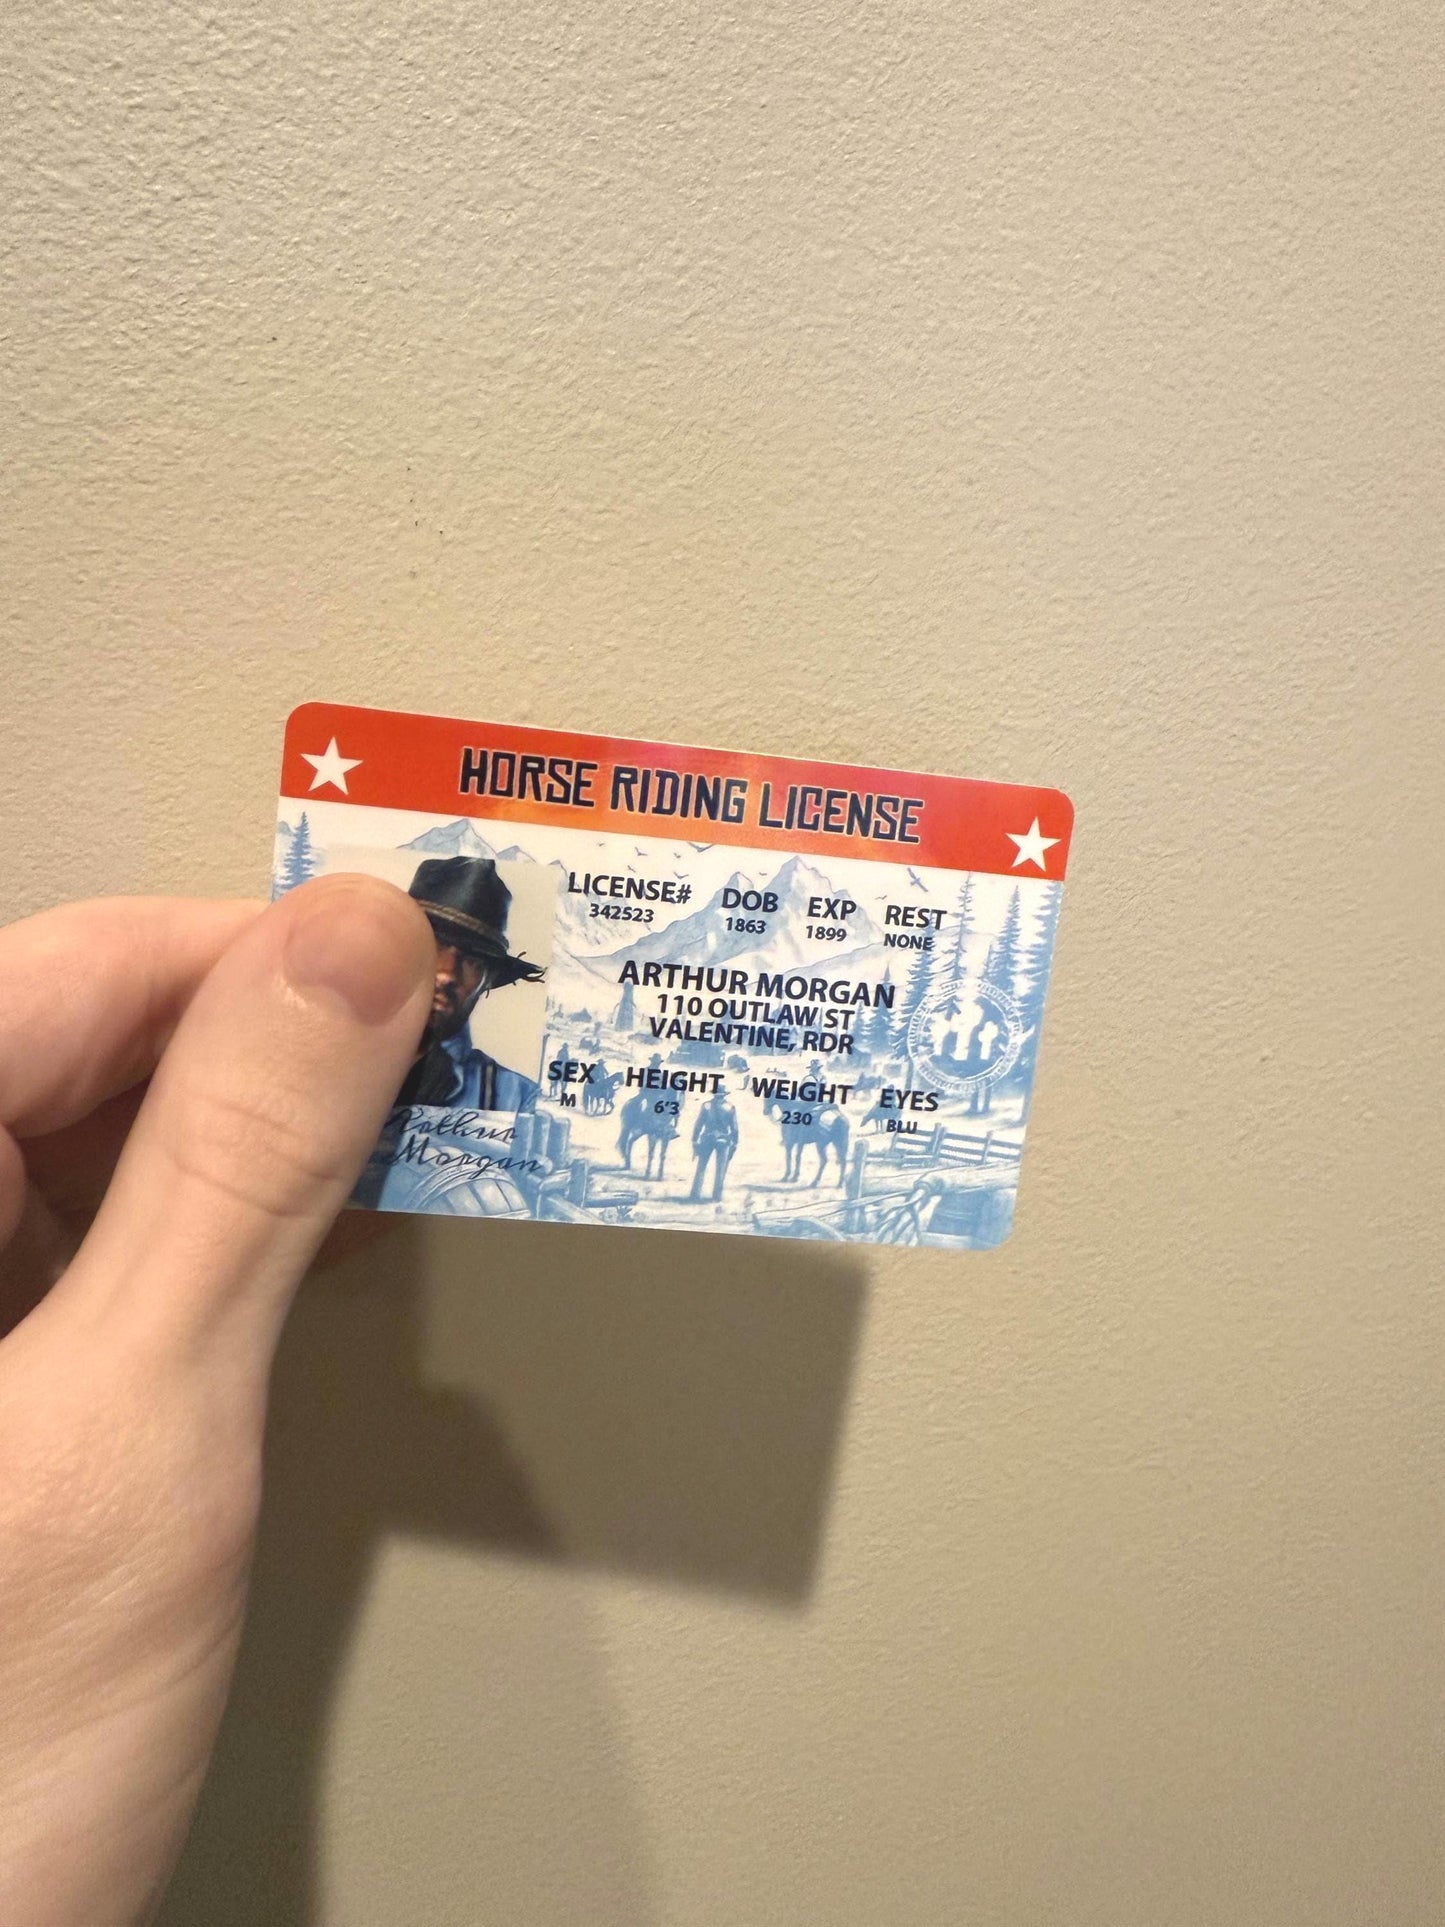 HORSE RIDING LICENSE
LICENSE# DOB EXP REST
342523 1863 1899 NONE
ARTHUR MORGAN
110 OUTLAW ST
VALENTINE, RDR
SEX HEIGHT WEIGHT EYES
M 6'3 230 BLU
Arthur
Morgan